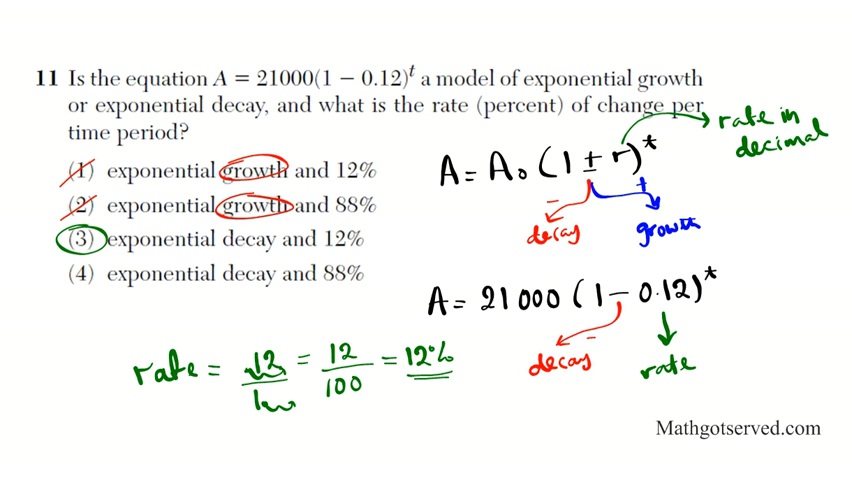 11 Is the equation A = 21000(1 − 0.12)^t a model of exponential growth
or exponential decay, and what is the rate (percent) of change per
time period?
(1) exponential growth and 12%
(2) exponential growth and 88%
(3) exponential decay and 12%
(4) exponential decay and 88%
rate in
decimal
A = A₀ (1 ± r)^t
−
+
decay
growth
A = 21000 (1 − 0.12)^t
−
decay
rate
rate = = 12/100 = 12%
Mathgotserved.com